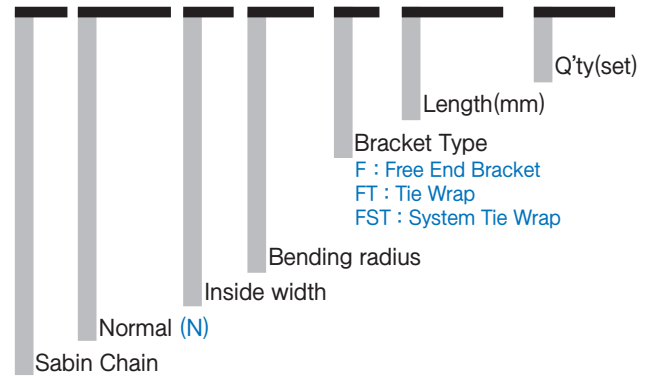 Q’ty(set)
Length(mm)
Bracket Type
F : Free End Bracket
FT : Tie Wrap
FST : System Tie Wrap
Bending radius
Inside width
Normal (N)
Sabin Chain